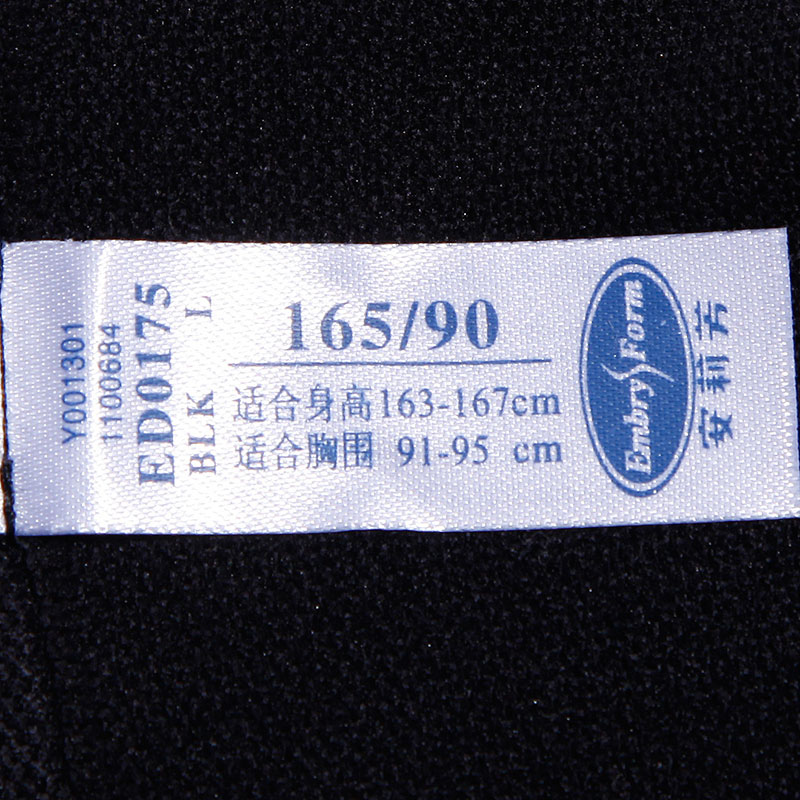 Y001301
1100684
ED0175
BLK L
165/90
适合身高163-167cm
适合胸围 91-95 cm
Embry Form
安莉芳